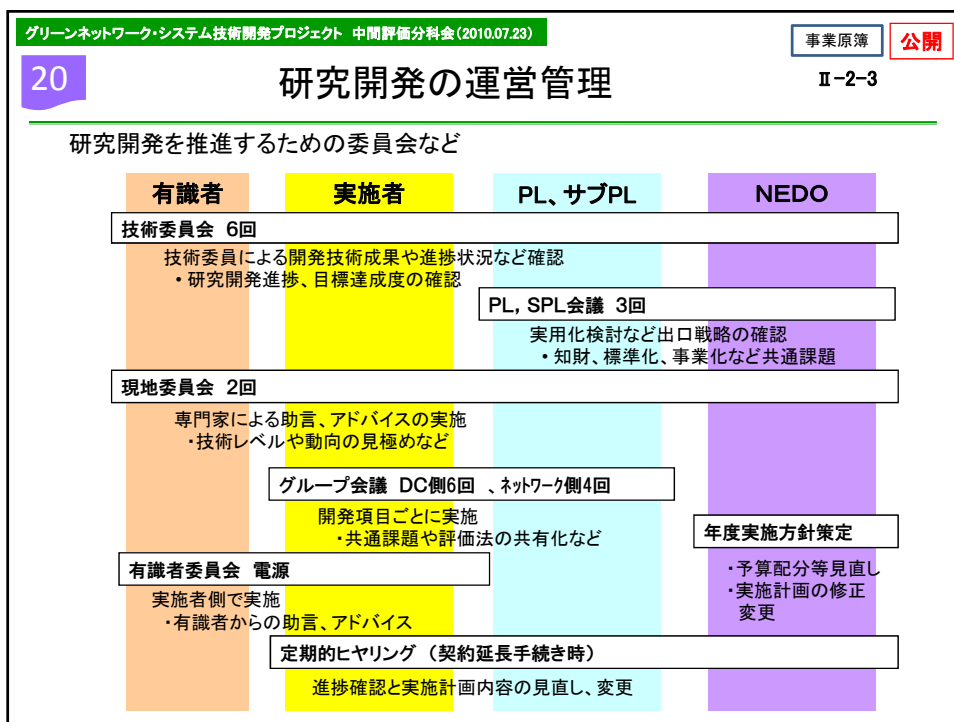 グリーンネットワーク・システム技術開発プロジェクト 中間評価分科会(2010.07.23)
事業原簿
公開
20
研究開発の運営管理
Ⅱ-2-3
研究開発を推進するための委員会など
有識者
実施者
PL、サブPL
NEDO
技術委員会 6回
技術委員による開発技術成果や進捗状況など確認
・研究開発進捗、目標達成度の確認
PL，SPL会議 3回
実用化検討など出口戦略の確認
・知財、標準化、事業化など共通課題
現地委員会 2回
専門家による助言、アドバイスの実施
・技術レベルや動向の見極めなど
グループ会議 DC側6回 、ネットワーク側4回
開発項目ごとに実施
・共通課題や評価法の共有化など
年度実施方針策定
・予算配分等見直し
・実施計画の修正
変更
有識者委員会 電源
実施者側で実施
・有識者からの助言、アドバイス
定期的ヒヤリング （契約延長手続き時）
進捗確認と実施計画内容の見直し、変更